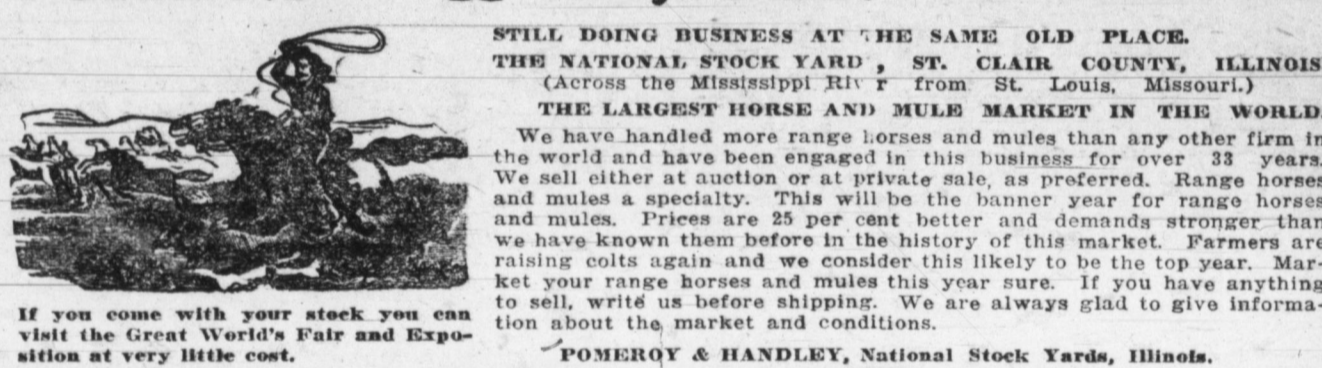 If you come with your stock you can
visit the Great World's Fair and Expo-
sition at very little cost.
STILL DOING BUSINESS AT THE SAME OLD PLACE.
THE NATIONAL STOCK YARD , ST. CLAIR COUNTY, ILLINOIS
(Across the Mississippi Riv r from St. Louis, Missouri.)
THE LARGEST HORSE AND MULE MARKET IN THE WORLD.
We have handled more range horses and mules than any other firm in
the world and have been engaged in this business for over 33 years.
We sell either at auction or at private sale, as preferred. Range horses
and mules a specialty. This will be the banner year for range horses
and mules. Prices are 25 per cent better and demands stronger than
we have known them before in the history of this market. Farmers are
raising colts again and we consider this likely to be the top year. Mar-
ket your range horses and mules this year sure. If you have anything
to sell, write us before shipping. We are always glad to give informa-
tion about the market and conditions.
POMEROY & HANDLEY, National Stock Yards, Illinois.